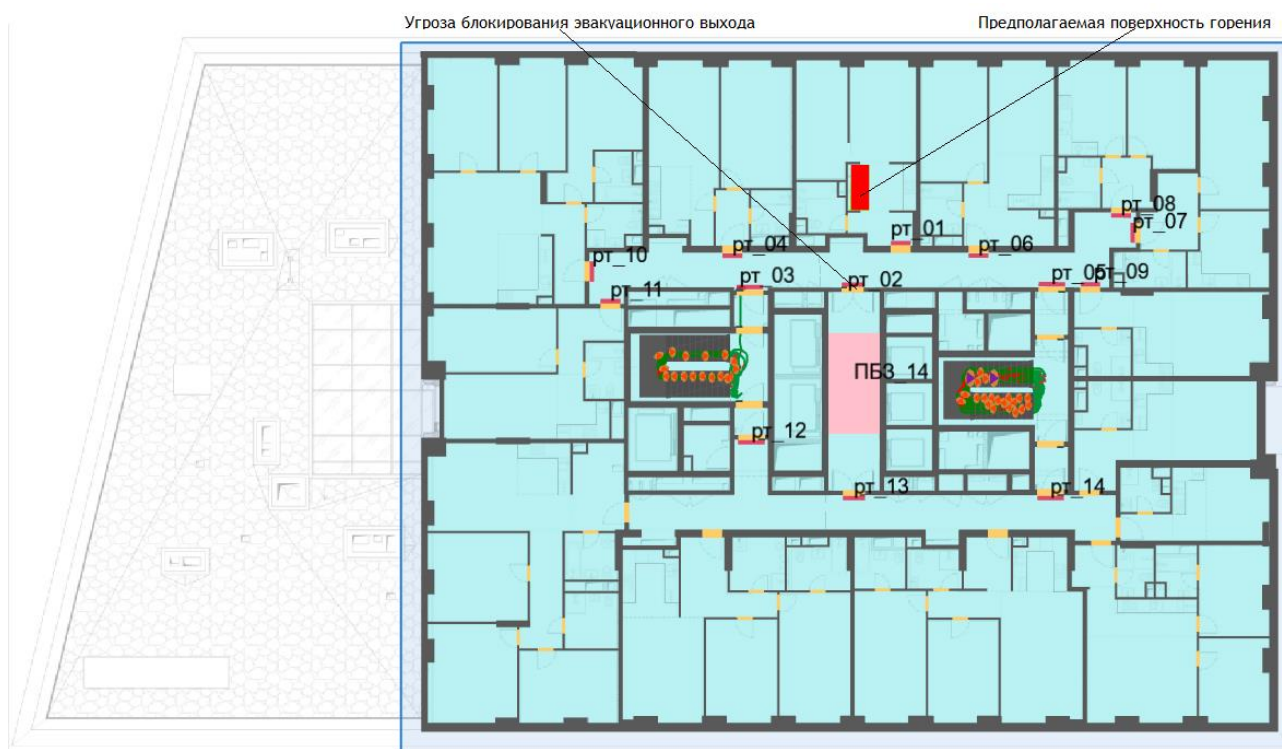 Угроза блокирования эвакуационного выхода
Предполагаемая поверхность горения
рт_08
рт_07
рт_01
рт_04
рт_06
рт_10
рт_03
рт_02
рт_05
рт_09
рт_11
ПБЗ_14
рт_12
рт_13
рт_14